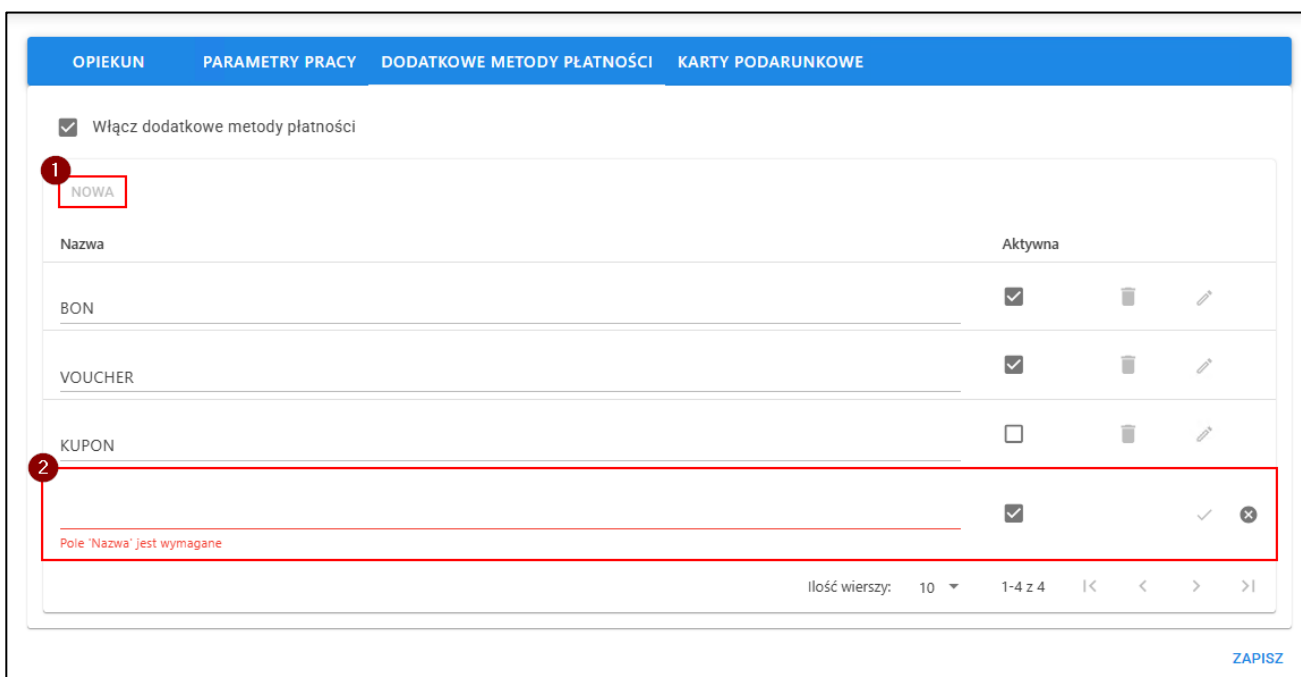 OPIEKUN PARAMETRY PRACY DODATKOWE METODY PŁATNOŚCI KARTY PODARUNKOWE
Włącz dodatkowe metody płatności
1
NOWA
Nazwa Aktywna
BON
VOUCHER
KUPON
2
Pole 'Nazwa' jest wymagane
Ilość wierszy: 10 1-4 z 4
ZAPISZ